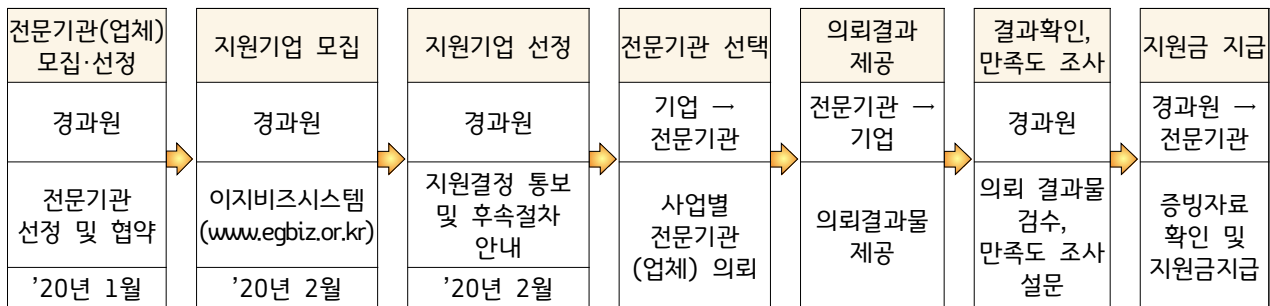 전문기관(업체)
모집·선정
경과원
전문기관
선정 및 협약
’20년 1월
지원기업 모집
경과원
이지비즈시스템
(www.egbiz.or.kr)
’20년 2월
지원기업 선정
경과원
지원결정 통보
및 후속절차
안내
’20년 2월
전문기관 선택
기업 →
전문기관
사업별
전문기관
(업체) 의뢰
의뢰결과
제공
전문기관 →
기업
의뢰결과물
제공
결과확인,
만족도 조사
경과원
의뢰 결과물
검수,
만족도 조사
설문
지원금 지급
경과원 →
전문기관
증빙자료
확인 및
지원금지급